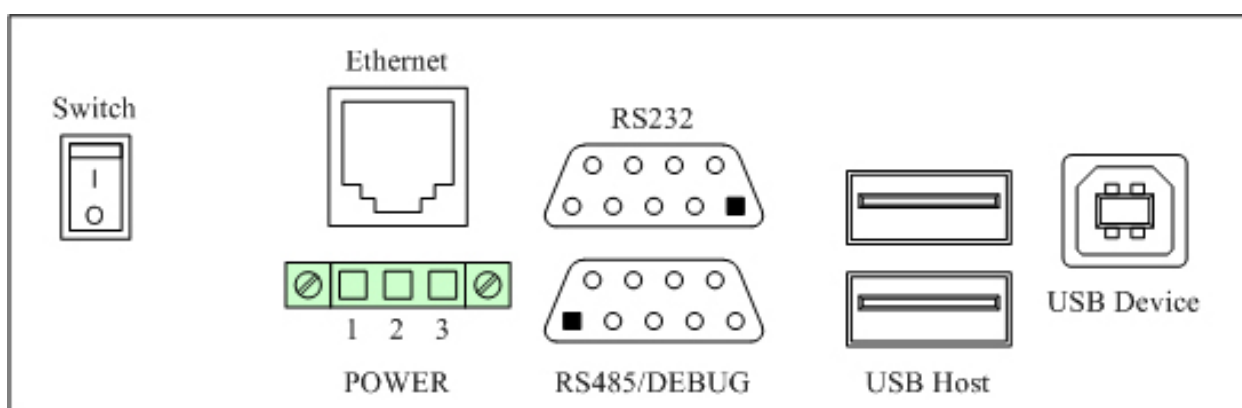 Ethernet
Switch
RS232
I
O
1 2 3
USB Device
POWER
RS485/DEBUG
USB Host